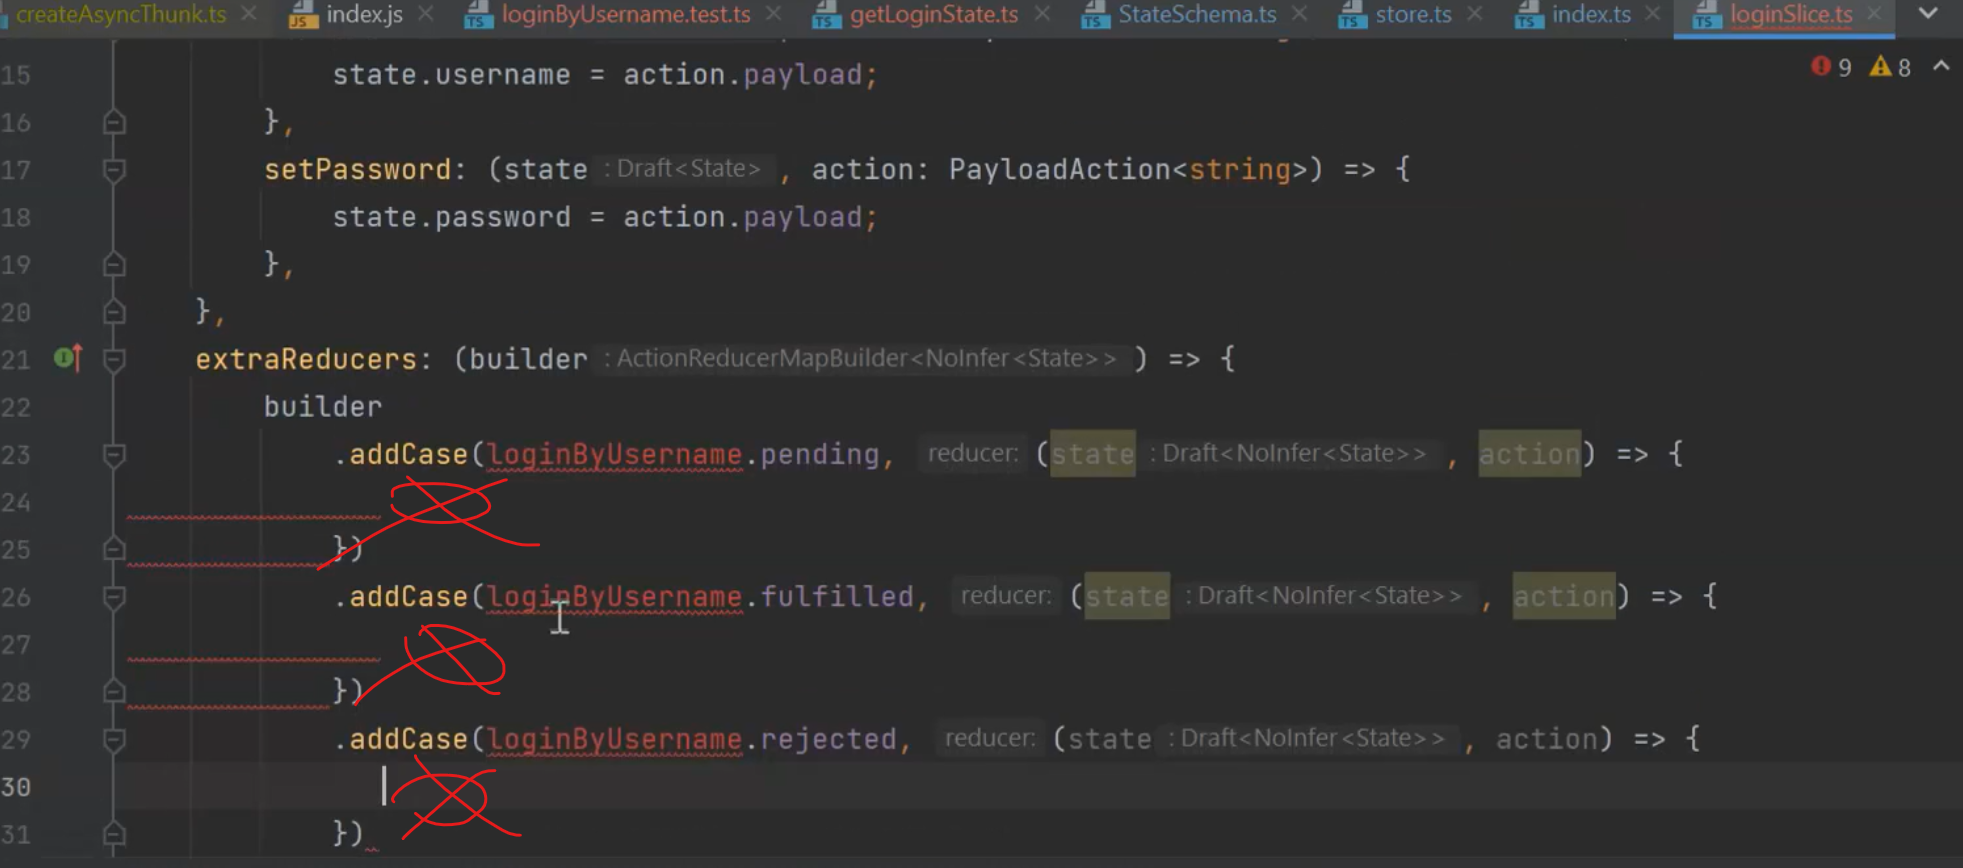 createAsyncThunk.ts index.js loginByUsername.test.ts getLoginState.ts StateSchema.ts store.ts index.ts loginSlice.ts
9 8
15 state.username = action.payload;
16 },
17 setPassword: (state : Draft<State> , action: PayloadAction<string>) => {
18 state.password = action.payload;
19 },
20 },
21 extraReducers: (builder : ActionReducerMapBuilder<NoInfer<State>> ) => {
22 builder
23 .addCase(loginByUsername.pending, reducer: (state : Draft<NoInfer<State>> , action) => {
24
25 })
26 .addCase(loginByUsername.fulfilled, reducer: (state : Draft<NoInfer<State>> , action) => {
27
28 })
29 .addCase(loginByUsername.rejected, reducer: (state : Draft<NoInfer<State>> , action) => {
30
31 })